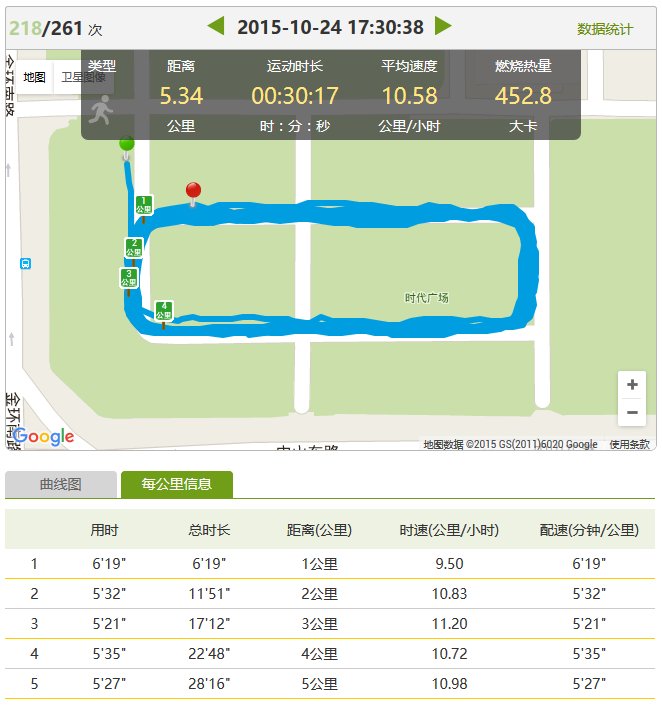 218/261 次 2015-10-24 17:30:38 数据统计
地图 卫星图像
类型 距离 运动时长 平均速度 燃烧热量
5.34 00:30:17 10.58 452.8
公里 时：分：秒 公里/小时 大卡
金环南路
1
公里
2
公里
3
公里
4
公里
时代广场
金环南路
中山东路
+
−
Google
地图数据 ©2015 GS(2011)6020 Google 使用条款
曲线图 每公里信息
用时 总时长 距离(公里) 时速(公里/小时) 配速(分钟/公里)
1 6'19" 6'19" 1公里 9.50 6'19"
2 5'32" 11'51" 2公里 10.83 5'32"
3 5'21" 17'12" 3公里 11.20 5'21"
4 5'35" 22'48" 4公里 10.72 5'35"
5 5'27" 28'16" 5公里 10.98 5'27"